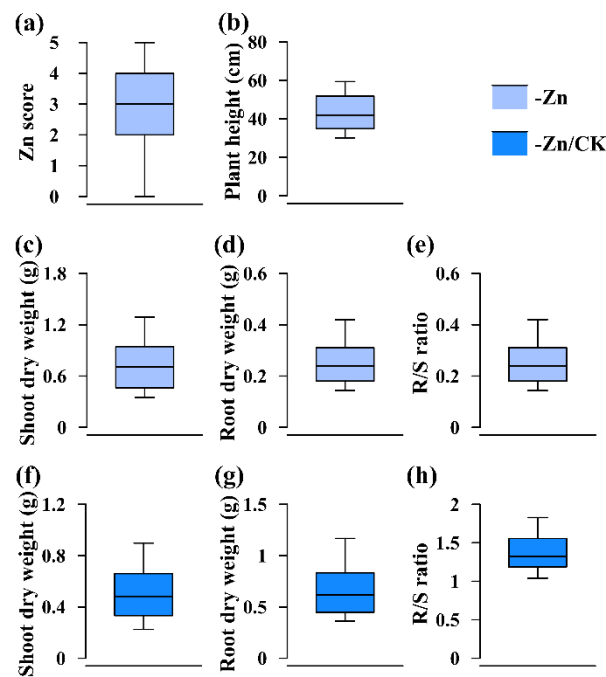 (a)
Zn score
5
4
3
2
1
0
(b)
Plant height (cm)
80
60
40
20
0
-Zn
-Zn/CK
(c)
Shoot dry weight (g)
1.8
1.2
0.6
0
(d)
Root dry weight (g)
0.6
0.4
0.2
0
(e)
R/S ratio
0.6
0.4
0.2
0
(f)
Shoot dry weight (g)
1.2
0.8
0.4
0
(g)
Root dry weight (g)
1.5
1
0.5
0
(h)
R/S ratio
2
1.5
1
0.5
0